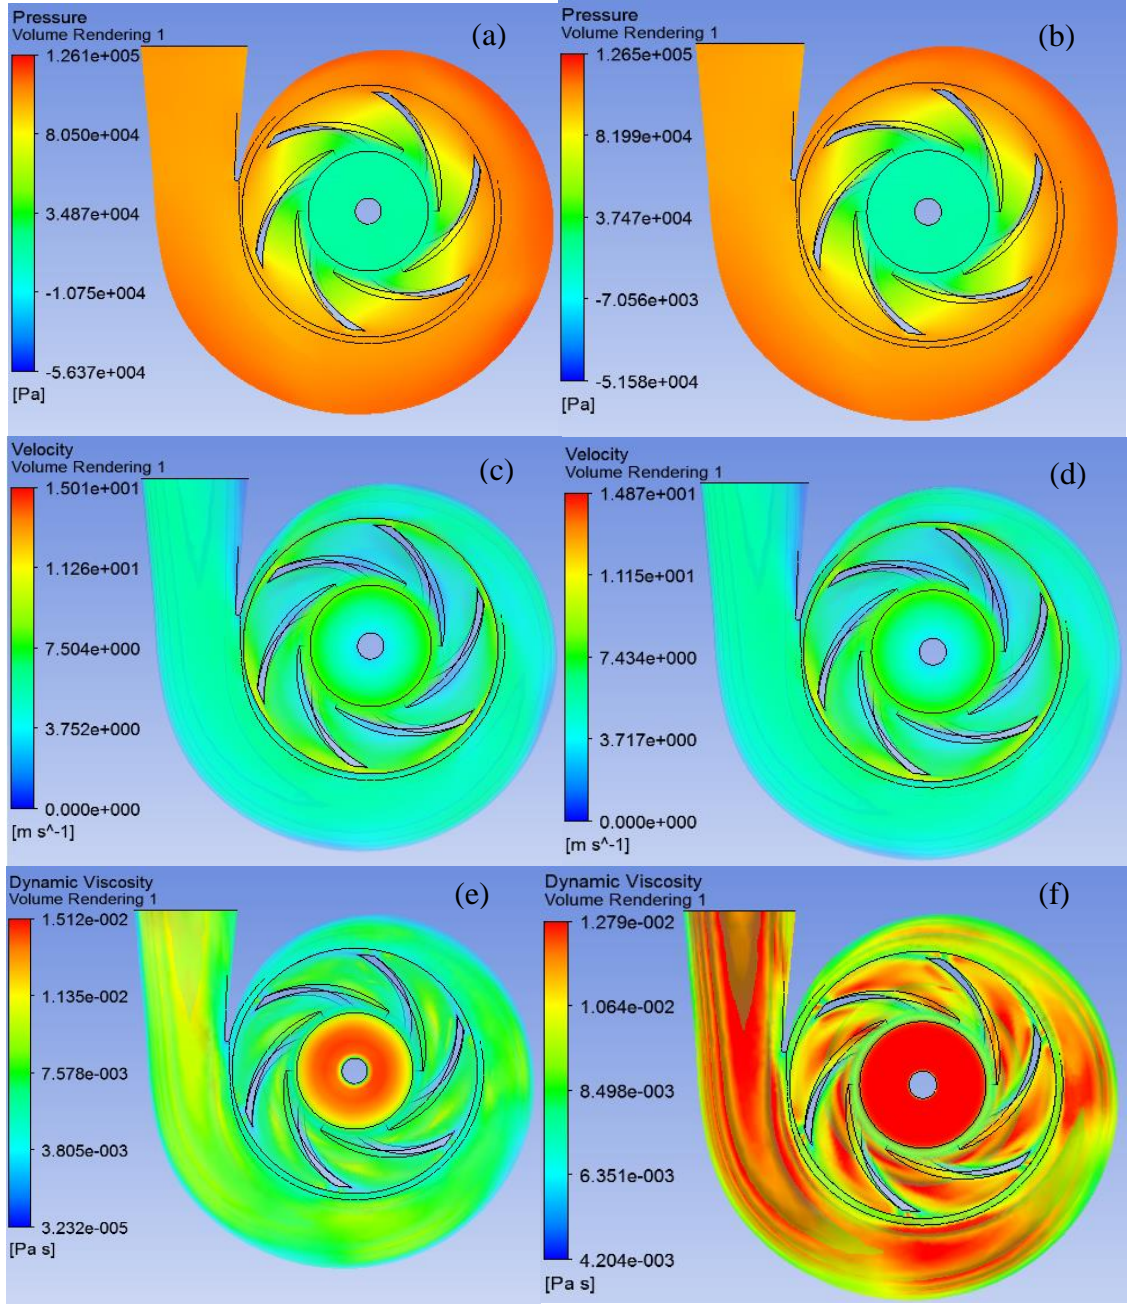 Pressure
Volume Rendering 1
(a)
1.261e+005
8.050e+004
3.487e+004
-1.075e+004
-5.637e+004
[Pa]
Pressure
Volume Rendering 1
(b)
1.265e+005
8.199e+004
3.747e+004
-7.056e+003
-5.158e+004
[Pa]
Velocity
Volume Rendering 1
(c)
1.501e+001
1.126e+001
7.504e+000
3.752e+000
0.000e+000
[m s^-1]
Velocity
Volume Rendering 1
(d)
1.487e+001
1.115e+001
7.434e+000
3.717e+000
0.000e+000
[m s^-1]
Dynamic Viscosity
Volume Rendering 1
(e)
1.512e-002
1.135e-002
7.578e-003
3.805e-003
3.232e-005
[Pa s]
Dynamic Viscosity
Volume Rendering 1
(f)
1.279e-002
1.064e-002
8.498e-003
6.351e-003
4.204e-003
[Pa s]